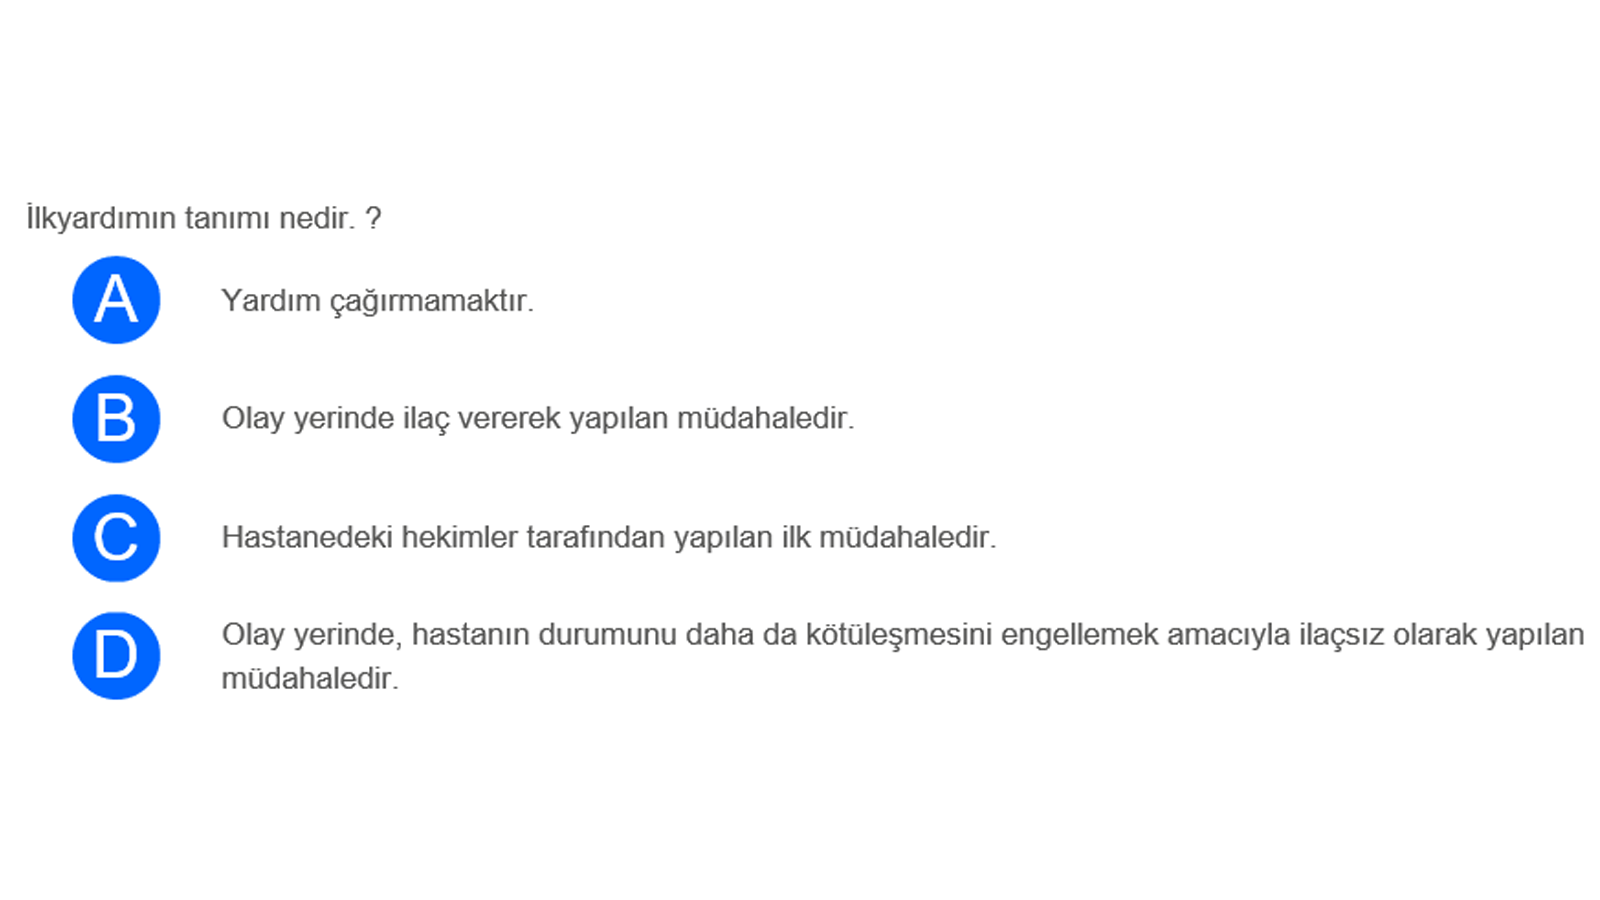 İlkyardımın tanımı nedir. ?
A Yardım çağırmamaktır.
B Olay yerinde ilaç vererek yapılan müdahaledir.
C Hastanedeki hekimler tarafından yapılan ilk müdahaledir.
D Olay yerinde, hastanın durumunu daha da kötüleşmesini engellemek amacıyla ilaçsız olarak yapılan
müdahaledir.